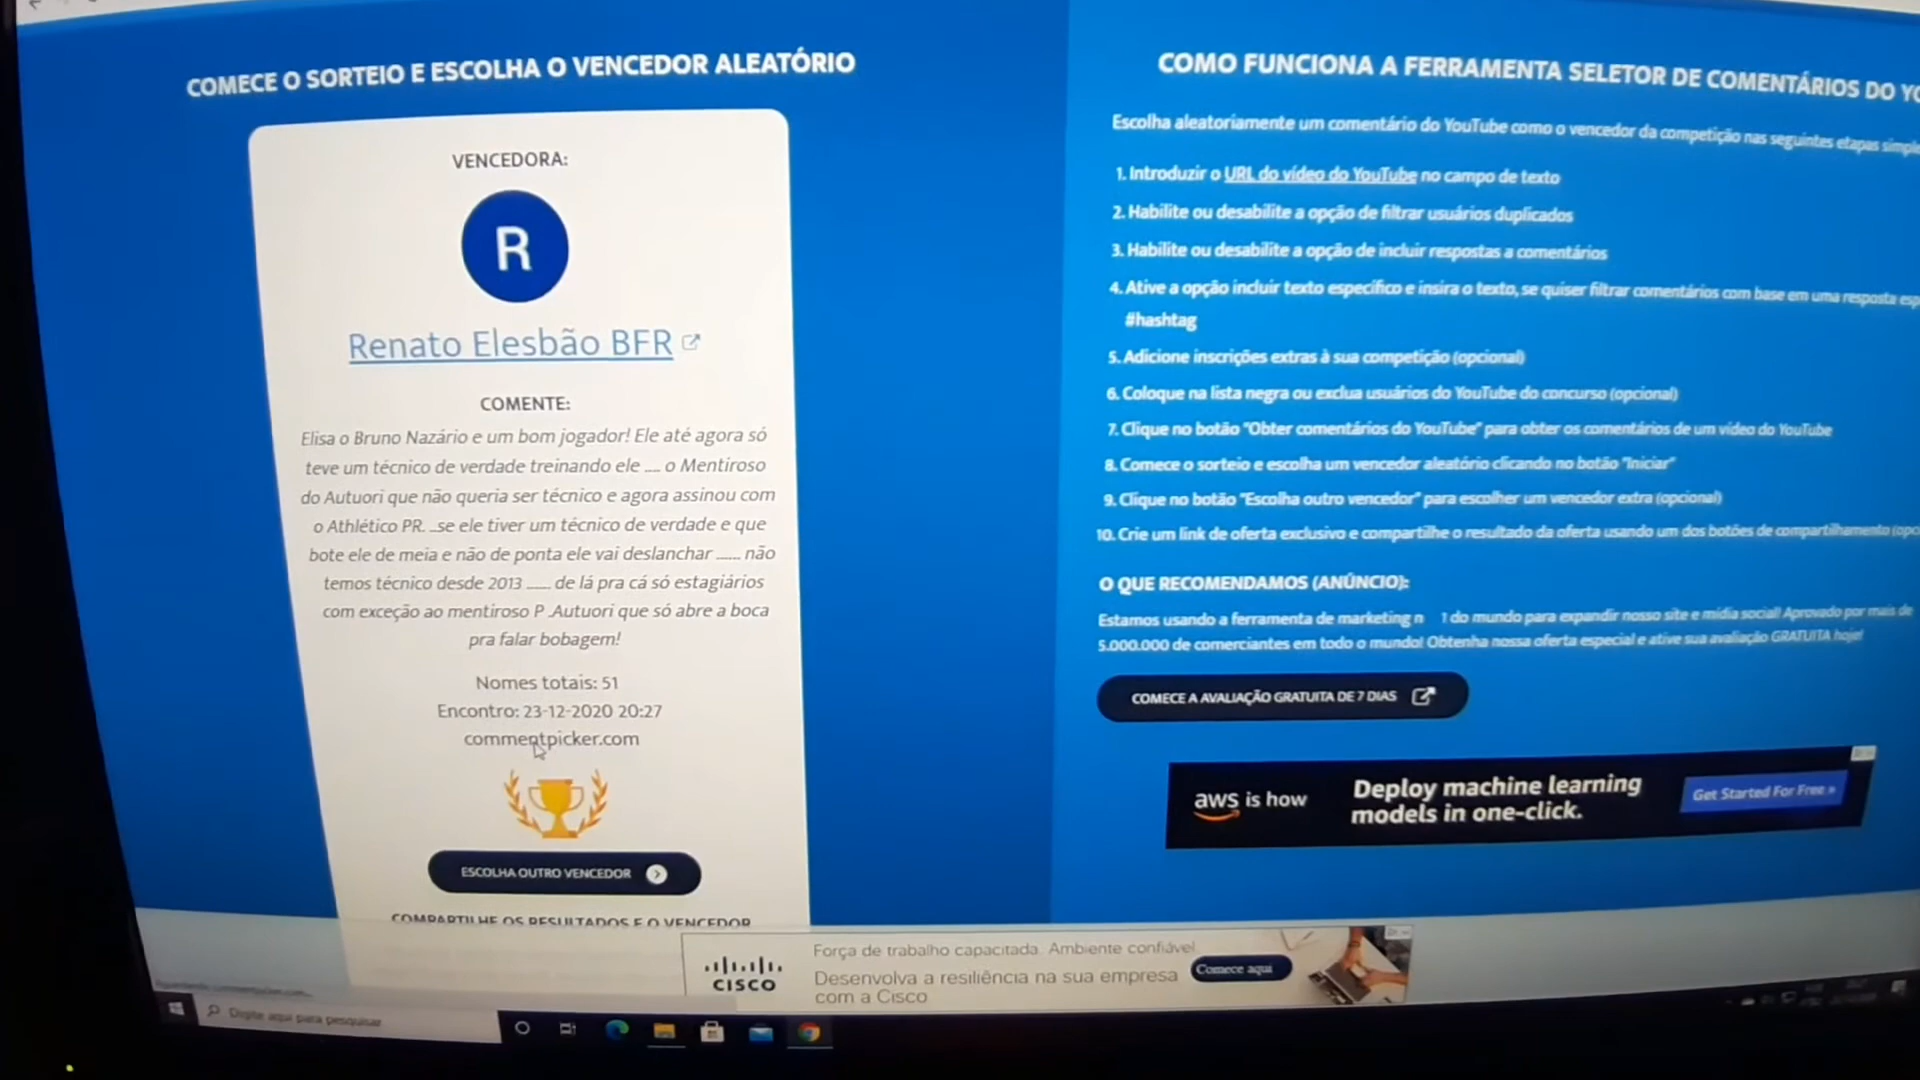 COMECE O SORTEIO E ESCOLHA O VENCEDOR ALEATÓRIO
VENCEDORA:
R
Renato Elesbão BFR
COMENTE:
Elisa o Bruno Nazário e um bom jogador! Ele até agora só
teve um técnico de verdade treinando ele .... o Mentiroso
do Autuori que não queria ser técnico e agora assinou com
o Athlético PR. ..se ele tiver um técnico de verdade e que
bote ele de meia e não de ponta ele vai deslanchar ...... não
temos técnico desde 2013 ...... de lá pra cá só estagiários
com exceção ao mentiroso P .Autuori que só abre a boca
pra falar bobagem!
Nomes totais: 51
Encontro: 23-12-2020 20:27
commentpicker.com
ESCOLHA OUTRO VENCEDOR
COMPARTILHE OS RESULTADOS E O VENCEDOR
COMO FUNCIONA A FERRAMENTA SELETOR DE COMENTÁRIOS DO YO
Escolha aleatoriamente um comentário do YouTube como o vencedor da competição nas seguintes etapas simple
1. Introduzir o URL do vídeo do YouTube no campo de texto
2. Habilite ou desabilite a opção de filtrar usuários duplicados
3. Habilite ou desabilite a opção de incluir respostas a comentários
4. Ative a opção incluir texto específico e insira o texto, se quiser filtrar comentários com base em uma resposta esp
#hashtag
5. Adicione inscrições extras à sua competição (opcional)
6. Coloque na lista negra ou exclua usuários do YouTube do concurso (opcional)
7. Clique no botão "Obter comentários do YouTube" para obter os comentários de um vídeo do YouTube
8. Comece o sorteio e escolha um vencedor aleatório clicando no botão "Iniciar"
9. Clique no botão "Escolha outro vencedor" para escolher um vencedor extra (opcional)
10. Crie um link de oferta exclusivo e compartilhe o resultado da oferta usando um dos botões de compartilhamento (opc
O QUE RECOMENDAMOS (ANÚNCIO):
Estamos usando a ferramenta de marketing n 1 do mundo para expandir nosso site e mídia social! Aprovado por mais de
5.000.000 de comerciantes em todo o mundo! Obtenha nossa oferta especial e ative sua avaliação GRATUITA hoje!
COMECE A AVALIAÇÃO GRATUITA DE 7 DIAS
aws is how
Deploy machine learning
models in one-click.
Get Started For Free »
CISCO
Força de trabalho capacitada. Ambiente confiável.
Desenvolva a resiliência na sua empresa
com a Cisco
Comece aqui
Digite aqui para pesquisar